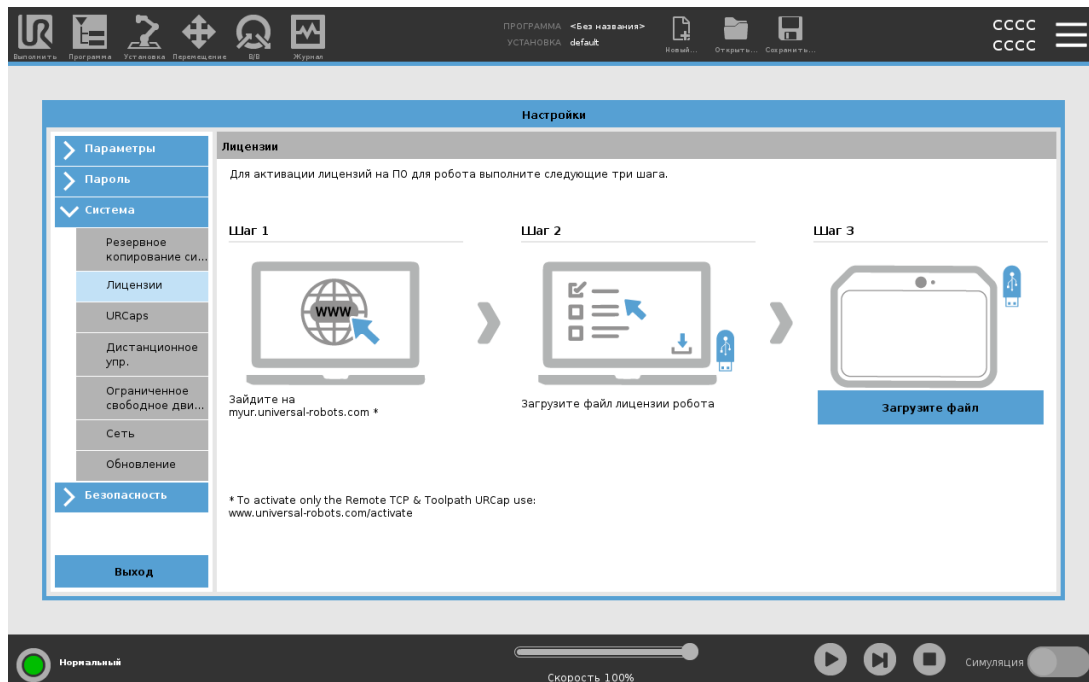 ПРОГРАММА <Без названия>
УСТАНОВКА default
CCCC
CCCC
Выполнить Программа Установка Перемещение В/В Журнал
Новый... Открыть... Сохранить...
Настройки
Параметры
Пароль
Система
Резервное
копирование си...
Лицензии
URCaps
Дистанционное
упр.
Ограниченное
свободное дви...
Сеть
Обновление
Безопасность
Выход
Лицензии
Для активации лицензий на ПО для робота выполните следующие три шага.
Шаг 1
www
Зайдите на
myur.universal-robots.com *
Шаг 2
Загрузите файл лицензии робота
Шаг 3
Загрузите файл
* To activate only the Remote TCP & Toolpath URCap use:
www.universal-robots.com/activate
Нормальный
Скорость 100%
Симуляция